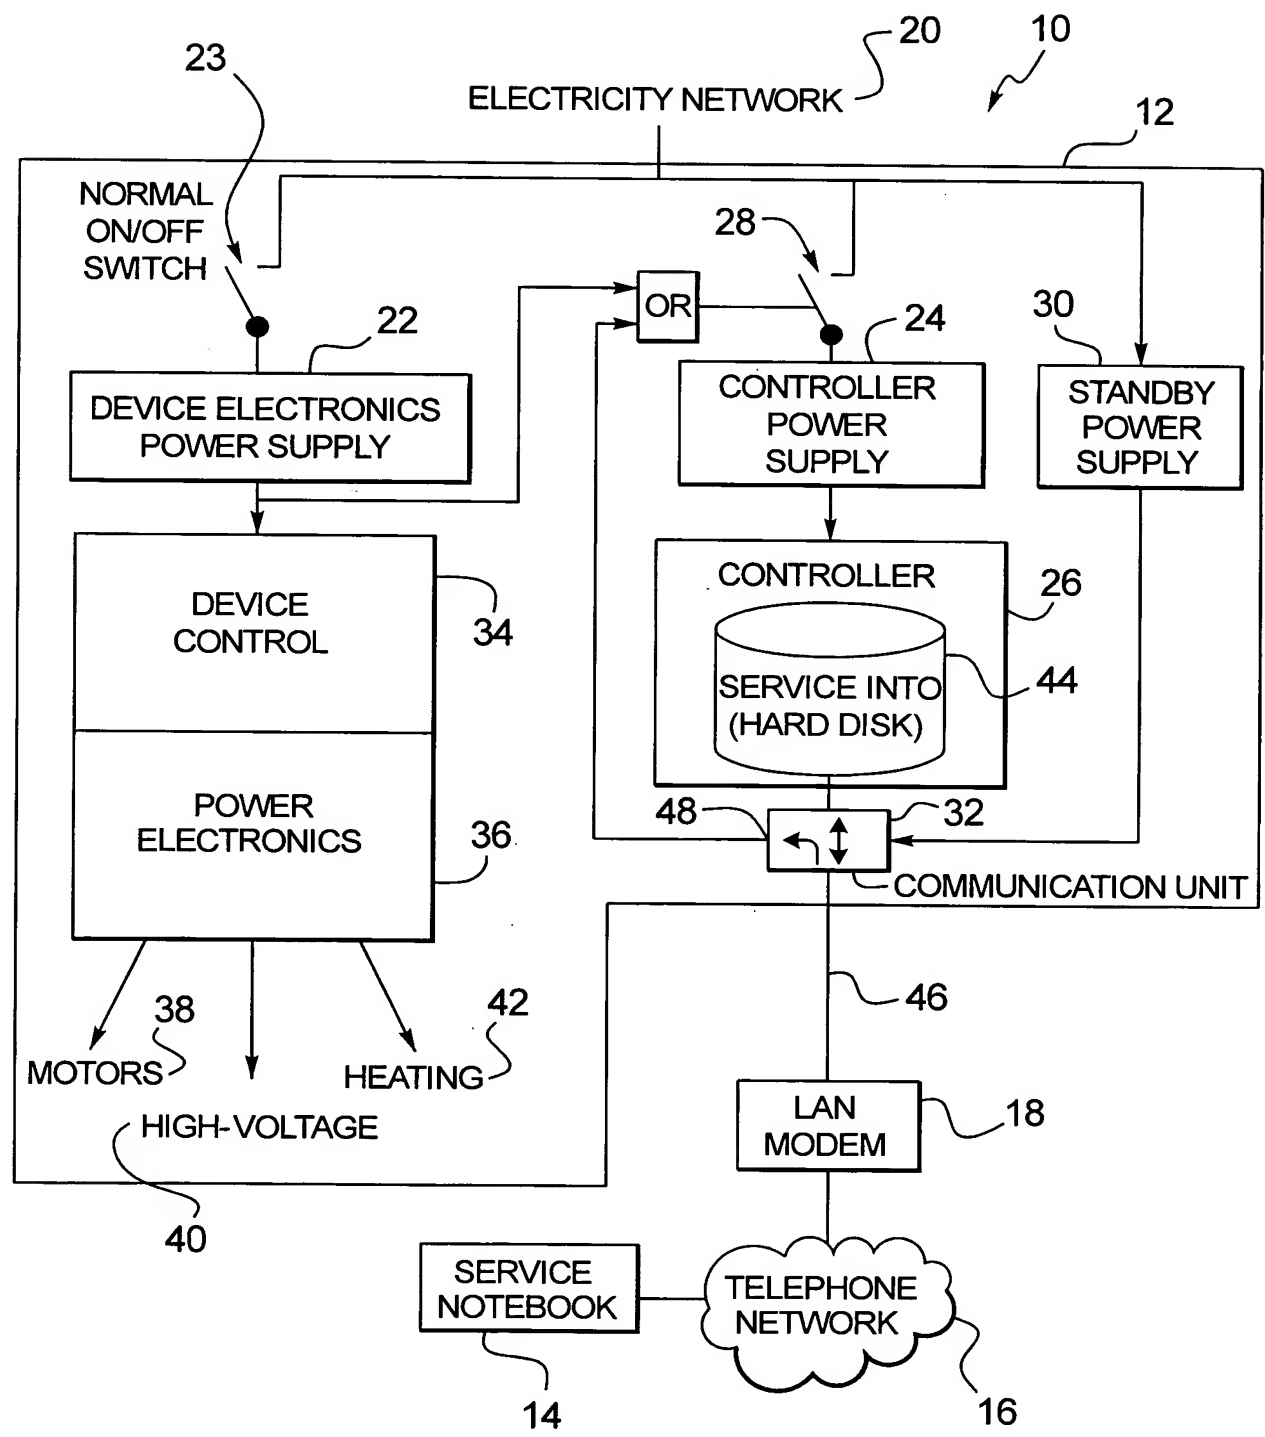 20
10
23
ELECTRICITY NETWORK
12
NORMAL
ON/OFF
SWITCH
28
OR
22
24
30
DEVICE ELECTRONICS
POWER SUPPLY
CONTROLLER
POWER
SUPPLY
STANDBY
POWER
SUPPLY
DEVICE
CONTROL
34
CONTROLLER
26
SERVICE INTO
(HARD DISK)
44
POWER
ELECTRONICS
36
48
32
COMMUNICATION UNIT
46
38
42
MOTORS
HEATING
HIGH-VOLTAGE
40
LAN
MODEM
18
SERVICE
NOTEBOOK
14
TELEPHONE
NETWORK
16